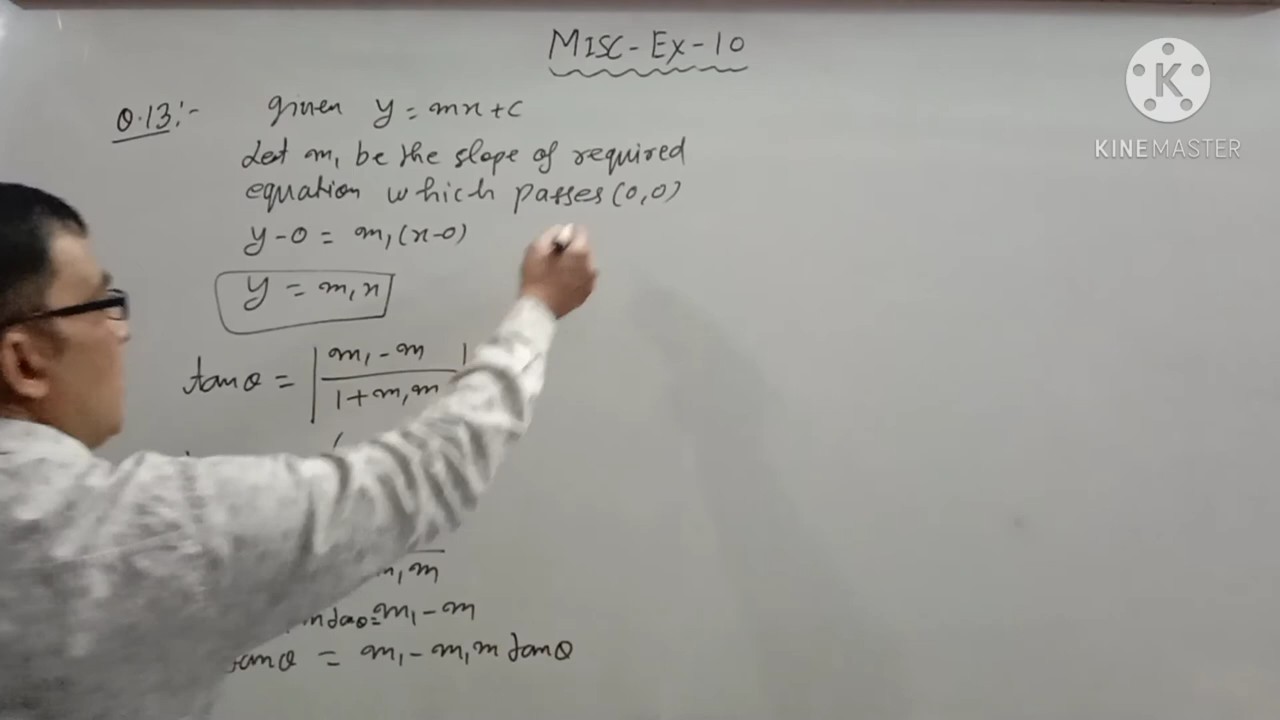 MISC-EX-10
Q.13:- given y = mx + c
Let m₁ be the slope of required
equation which passes (0,0)
y-0 = m₁(x-0)
y = m₁x
tanθ = | m₁-m
1+m₁m
m
tanθ = m₁-m
tanθ = m₁-m₁m tanθ
K
KINEMASTER